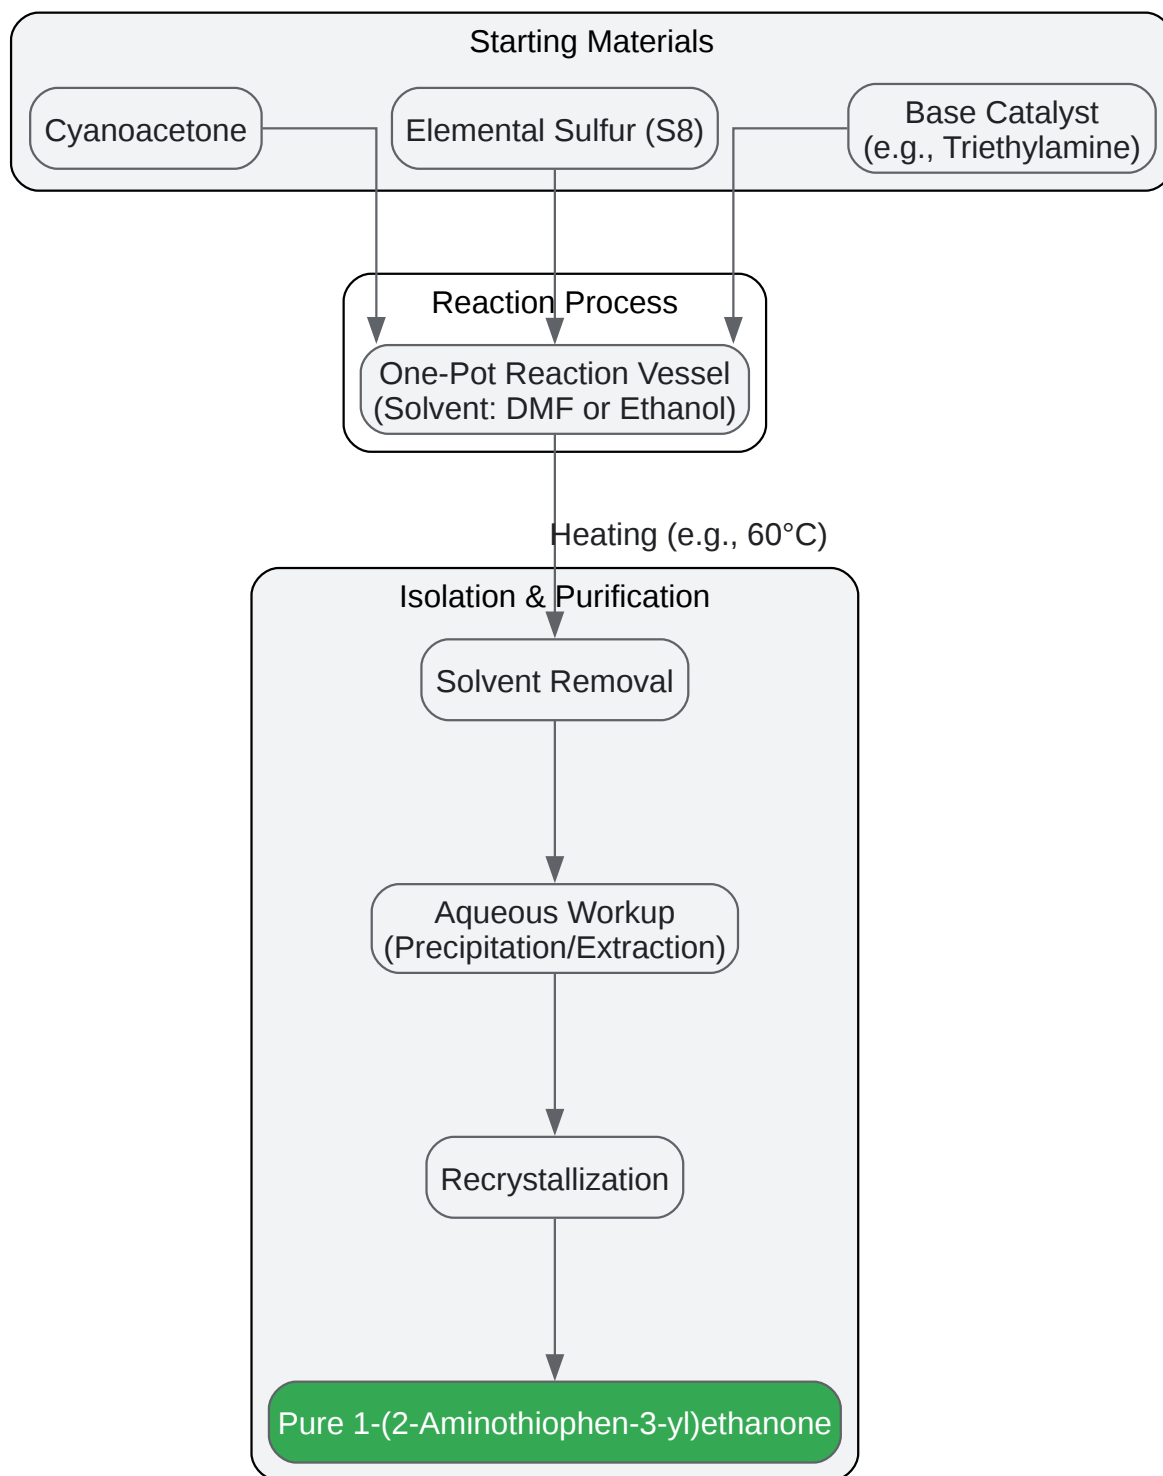 Starting Materials
Cyanoacetone
Elemental Sulfur (S8)
Base Catalyst
(e.g., Triethylamine)
Reaction Process
One-Pot Reaction Vessel
(Solvent: DMF or Ethanol)
Heating (e.g., 60°C)
Isolation & Purification
Solvent Removal
Aqueous Workup
(Precipitation/Extraction)
Recrystallization
Pure 1-(2-Aminothiophen-3-yl)ethanone